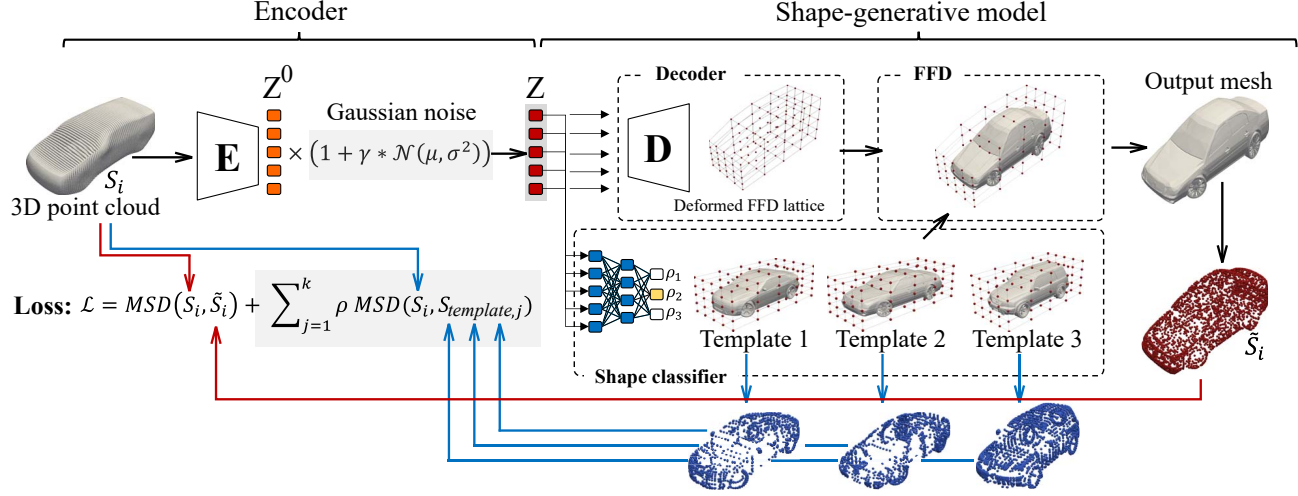 Encoder
Shape-generative model
Z⁰
Gaussian noise
× (1 + γ ∗ 𝒩(μ, σ²))
E
S_i
3D point cloud
Z
Decoder
D
Deformed FFD lattice
FFD
Output mesh
Loss: ℒ = MSD(S_i, S̃_i) + ∑_{j=1}^{k} ρ MSD(S_i, S_{template,j})
ρ₁
ρ₂
ρ₃
Template 1
Template 2
Template 3
Shape classifier
S̃_i